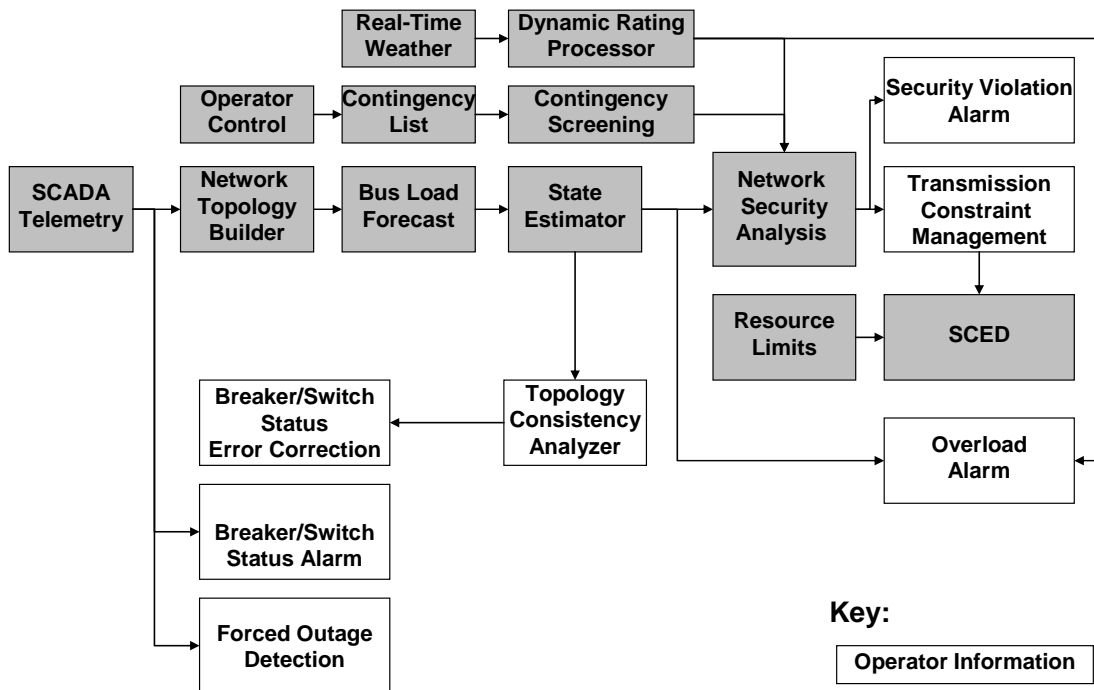 Real-Time
Weather
Dynamic Rating
Processor
Operator
Control
Contingency
List
Contingency
Screening
Security Violation
Alarm
SCADA
Telemetry
Network
Topology
Builder
Bus Load
Forecast
State
Estimator
Network
Security
Analysis
Transmission
Constraint
Management
Resource
Limits
SCED
Breaker/Switch
Status
Error Correction
Topology
Consistency
Analyzer
Overload
Alarm
Breaker/Switch
Status Alarm
Forced Outage
Detection
Key:
Operator Information